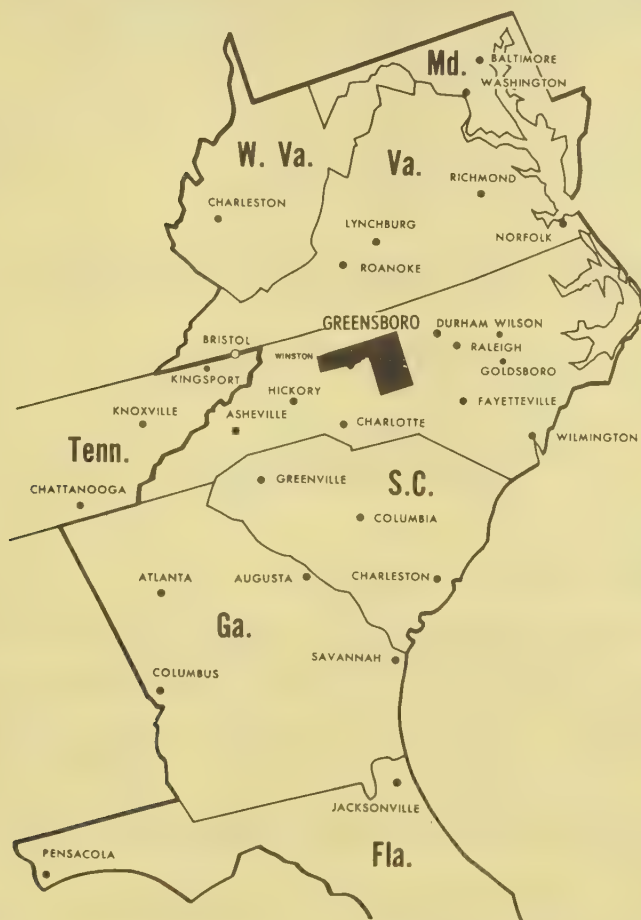 Md.
BALTIMORE
WASHINGTON
W. Va.
Va.
RICHMOND
CHARLESTON
LYNCHBURG
NORFOLK
ROANOKE
GREENSBORO
DURHAM WILSON
BRISTOL
WINSTON
RALEIGH
KINGSPORT
GOLDSBORO
HICKORY
FAYETTEVILLE
KNOXVILLE
ASHEVILLE
CHARLOTTE
WILMINGTON
Tenn.
GREENVILLE
S.C.
CHATTANOOGA
COLUMBIA
ATLANTA
AUGUSTA
CHARLESTON
Ga.
SAVANNAH
COLUMBUS
JACKSONVILLE
PENSACOLA
Fla.